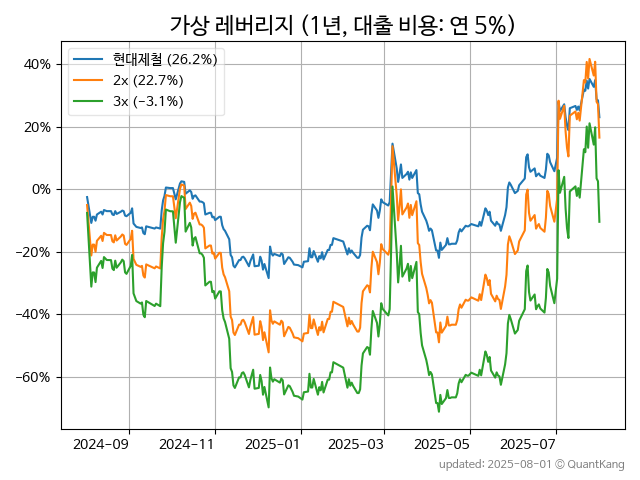 가상 레버리지 (1년, 대출 비용: 연 5%)
현대제철 (26.2%)
2x (22.7%)
3x (−3.1%)
40%
20%
0%
−20%
−40%
−60%
2024-09 2024-11 2025-01 2025-03 2025-05 2025-07
updated: 2025-08-01 © QuantKang